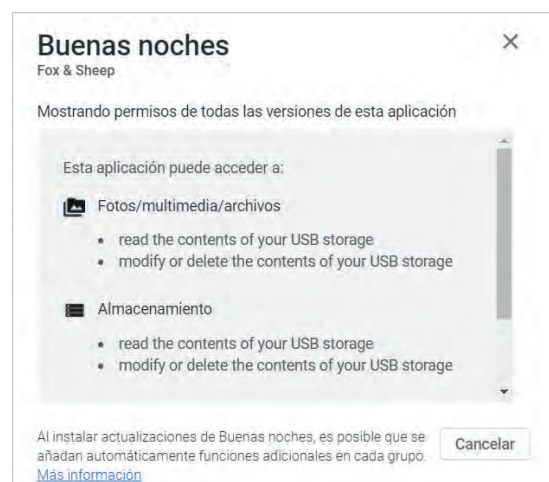 Buenas noches
Fox & Sheep
Mostrando permisos de todas las versiones de esta aplicación
Esta aplicación puede acceder a:
Fotos/multimedia/archivos
• read the contents of your USB storage
• modify or delete the contents of your USB storage
Almacenamiento
• read the contents of your USB storage
• modify or delete the contents of your USB storage
Al instalar actualizaciones de Buenas noches, es posible que se
añadan automáticamente funciones adicionales en cada grupo.
Más información
Cancelar